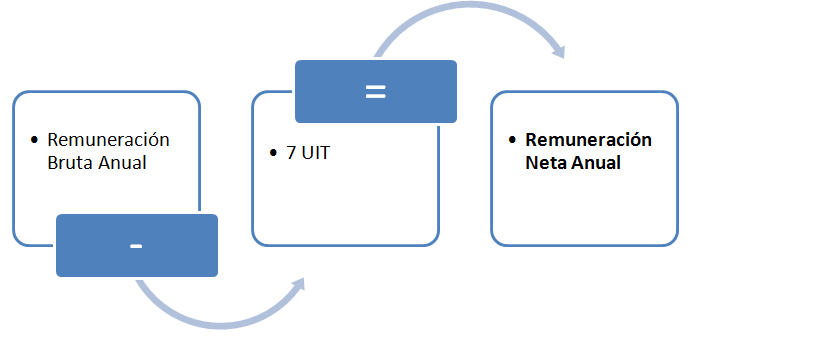 • Remuneración
Bruta Anual
-
• 7 UIT
=
• Remuneración
Neta Anual